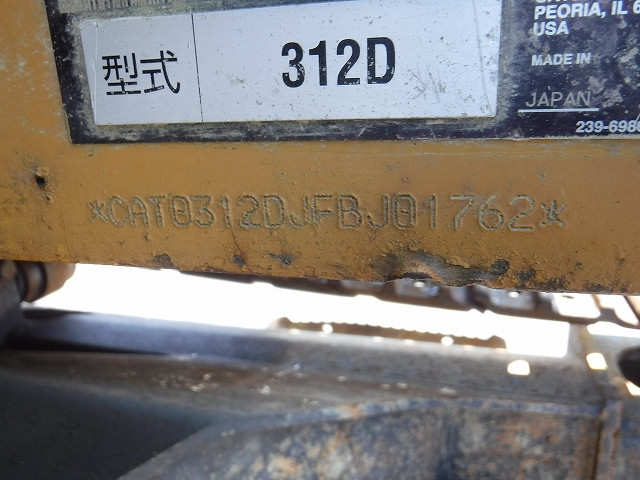 PEORIA, IL
USA
MADE IN
型式 312D
JAPAN
*CAT0312DJFBJ01762*